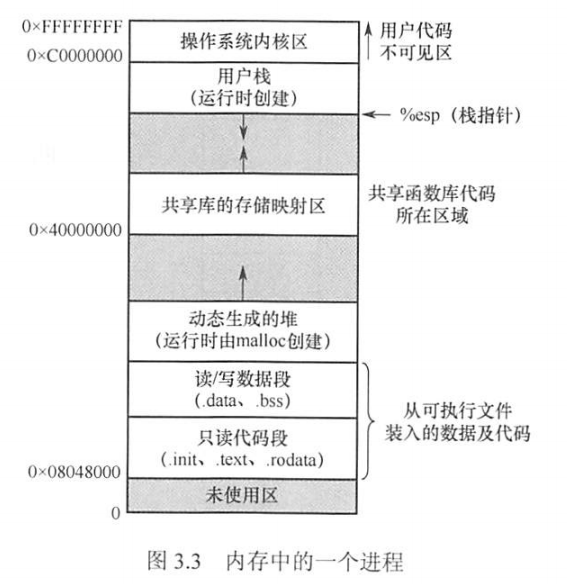 0×FFFFFFFF
操作系统内核区
用户代码
不可见区
0×C0000000
用户栈
(运行时创建)
%esp（栈指针）
共享库的存储映射区
共享函数库代码
所在区域
0×40000000
动态生成的堆
(运行时由malloc创建)
读/写数据段
(.data、.bss)
从可执行文件
装入的数据及代码
只读代码段
(.init、.text、.rodata)
0×08048000
未使用区
0
图 3.3 内存中的一个进程